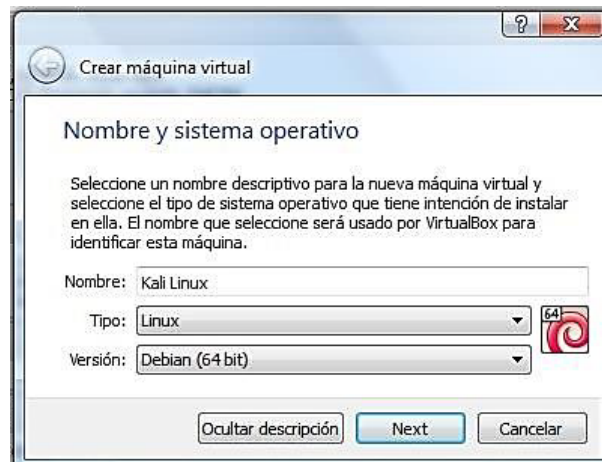 ?
X
Crear máquina virtual
Nombre y sistema operativo
Seleccione un nombre descriptivo para la nueva máquina virtual y
seleccione el tipo de sistema operativo que tiene intención de instalar
en ella. El nombre que seleccione será usado por VirtualBox para
identificar esta máquina.
Nombre: Kali Linux
Tipo: Linux
64
Versión: Debian (64 bit)
Ocultar descripción Next Cancelar